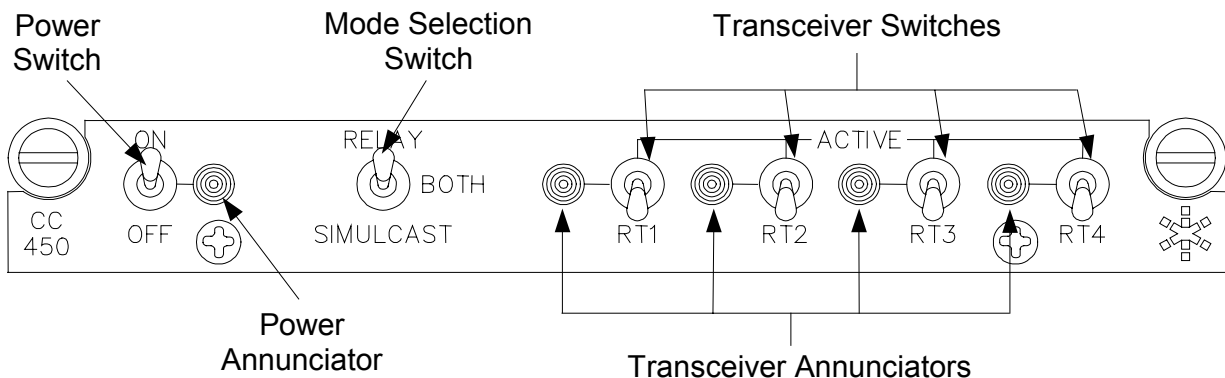 Power
Switch
Mode Selection
Switch
Transceiver Switches
ON
RELAY
ACTIVE
BOTH
CC
450
OFF
SIMULCAST
RT1
RT2
RT3
RT4
Power
Annunciator
Transceiver Annunciators